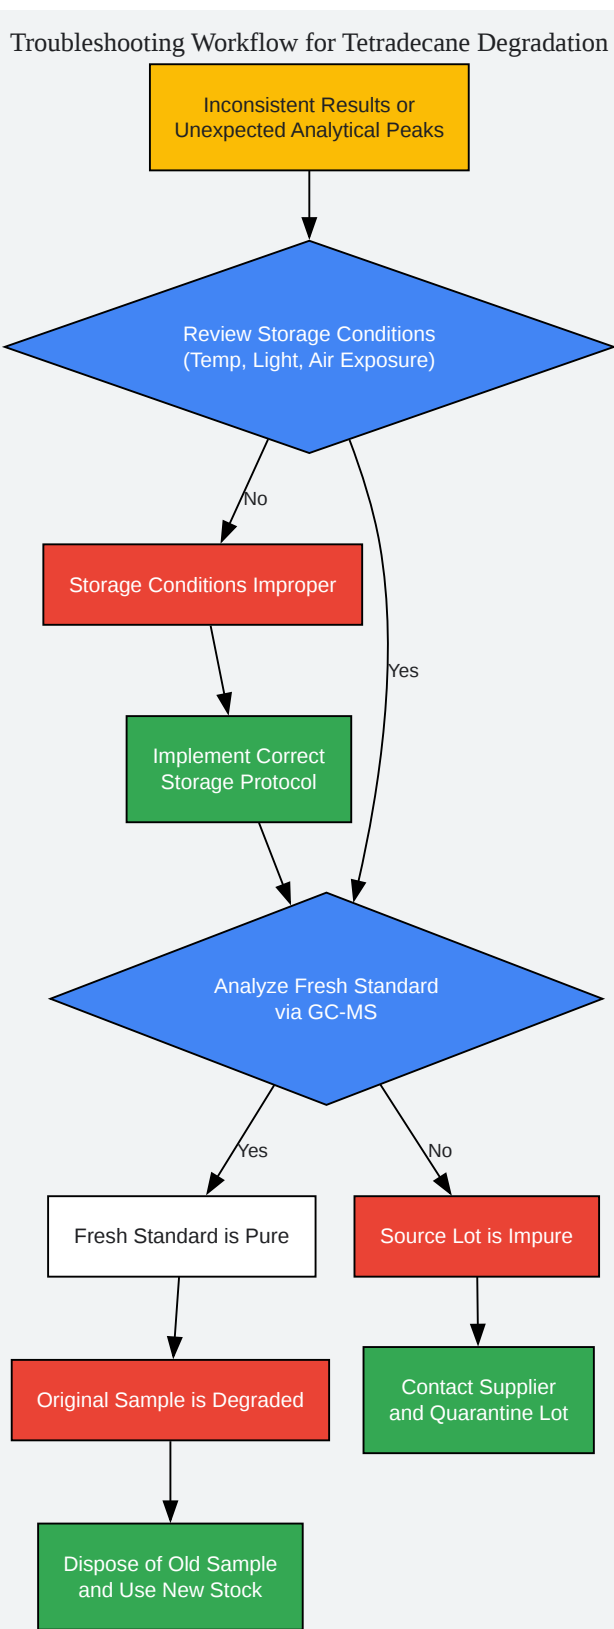 Troubleshooting Workflow for Tetradecane Degradation
Inconsistent Results or
Unexpected Analytical Peaks
Review Storage Conditions
(Temp, Light, Air Exposure)
No
Storage Conditions Improper
Yes
Implement Correct
Storage Protocol
Analyze Fresh Standard
via GC-MS
Yes
No
Fresh Standard is Pure
Source Lot is Impure
Original Sample is Degraded
Contact Supplier
and Quarantine Lot
Dispose of Old Sample
and Use New Stock